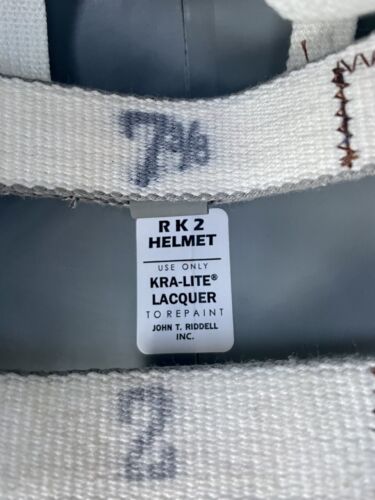 7⅜
RK2
HELMET
USE ONLY
KRA-LITE®
LACQUER
TO REPAINT
JOHN T. RIDDELL
INC.
2